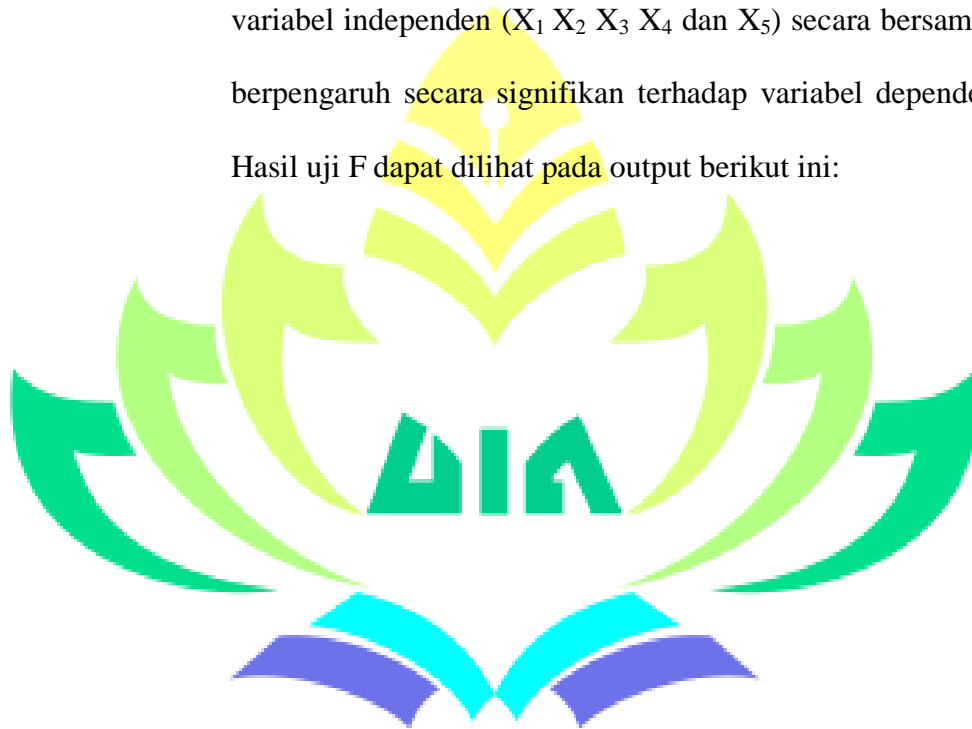 variabel independen (X₁ X₂ X₃ X₄ dan X₅) secara bersam
berpengaruh secara signifikan terhadap variabel depende
Hasil uji F dapat dilihat pada output berikut ini:
UIN